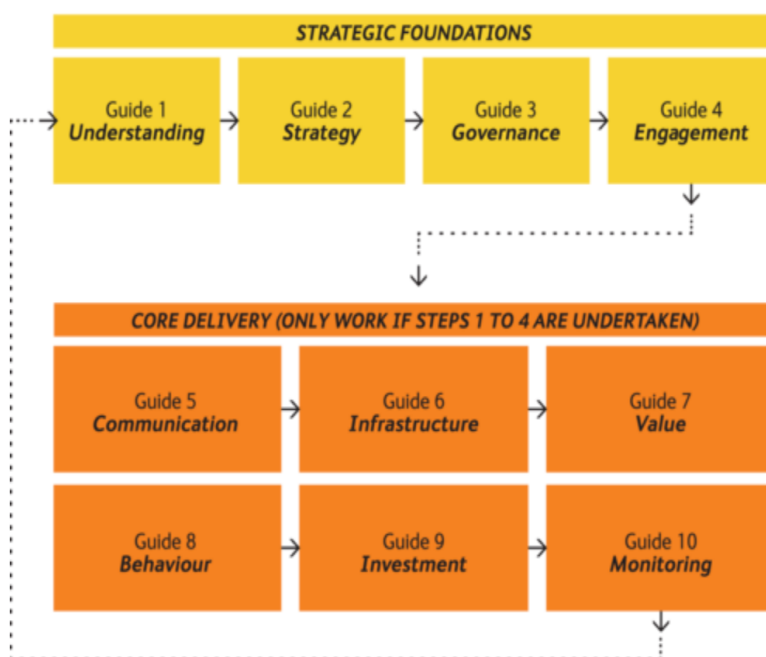 STRATEGIC FOUNDATIONS
Guide 1
Understanding
Guide 2
Strategy
Guide 3
Governance
Guide 4
Engagement
CORE DELIVERY (ONLY WORK IF STEPS 1 TO 4 ARE UNDERTAKEN)
Guide 5
Communication
Guide 6
Infrastructure
Guide 7
Value
Guide 8
Behaviour
Guide 9
Investment
Guide 10
Monitoring